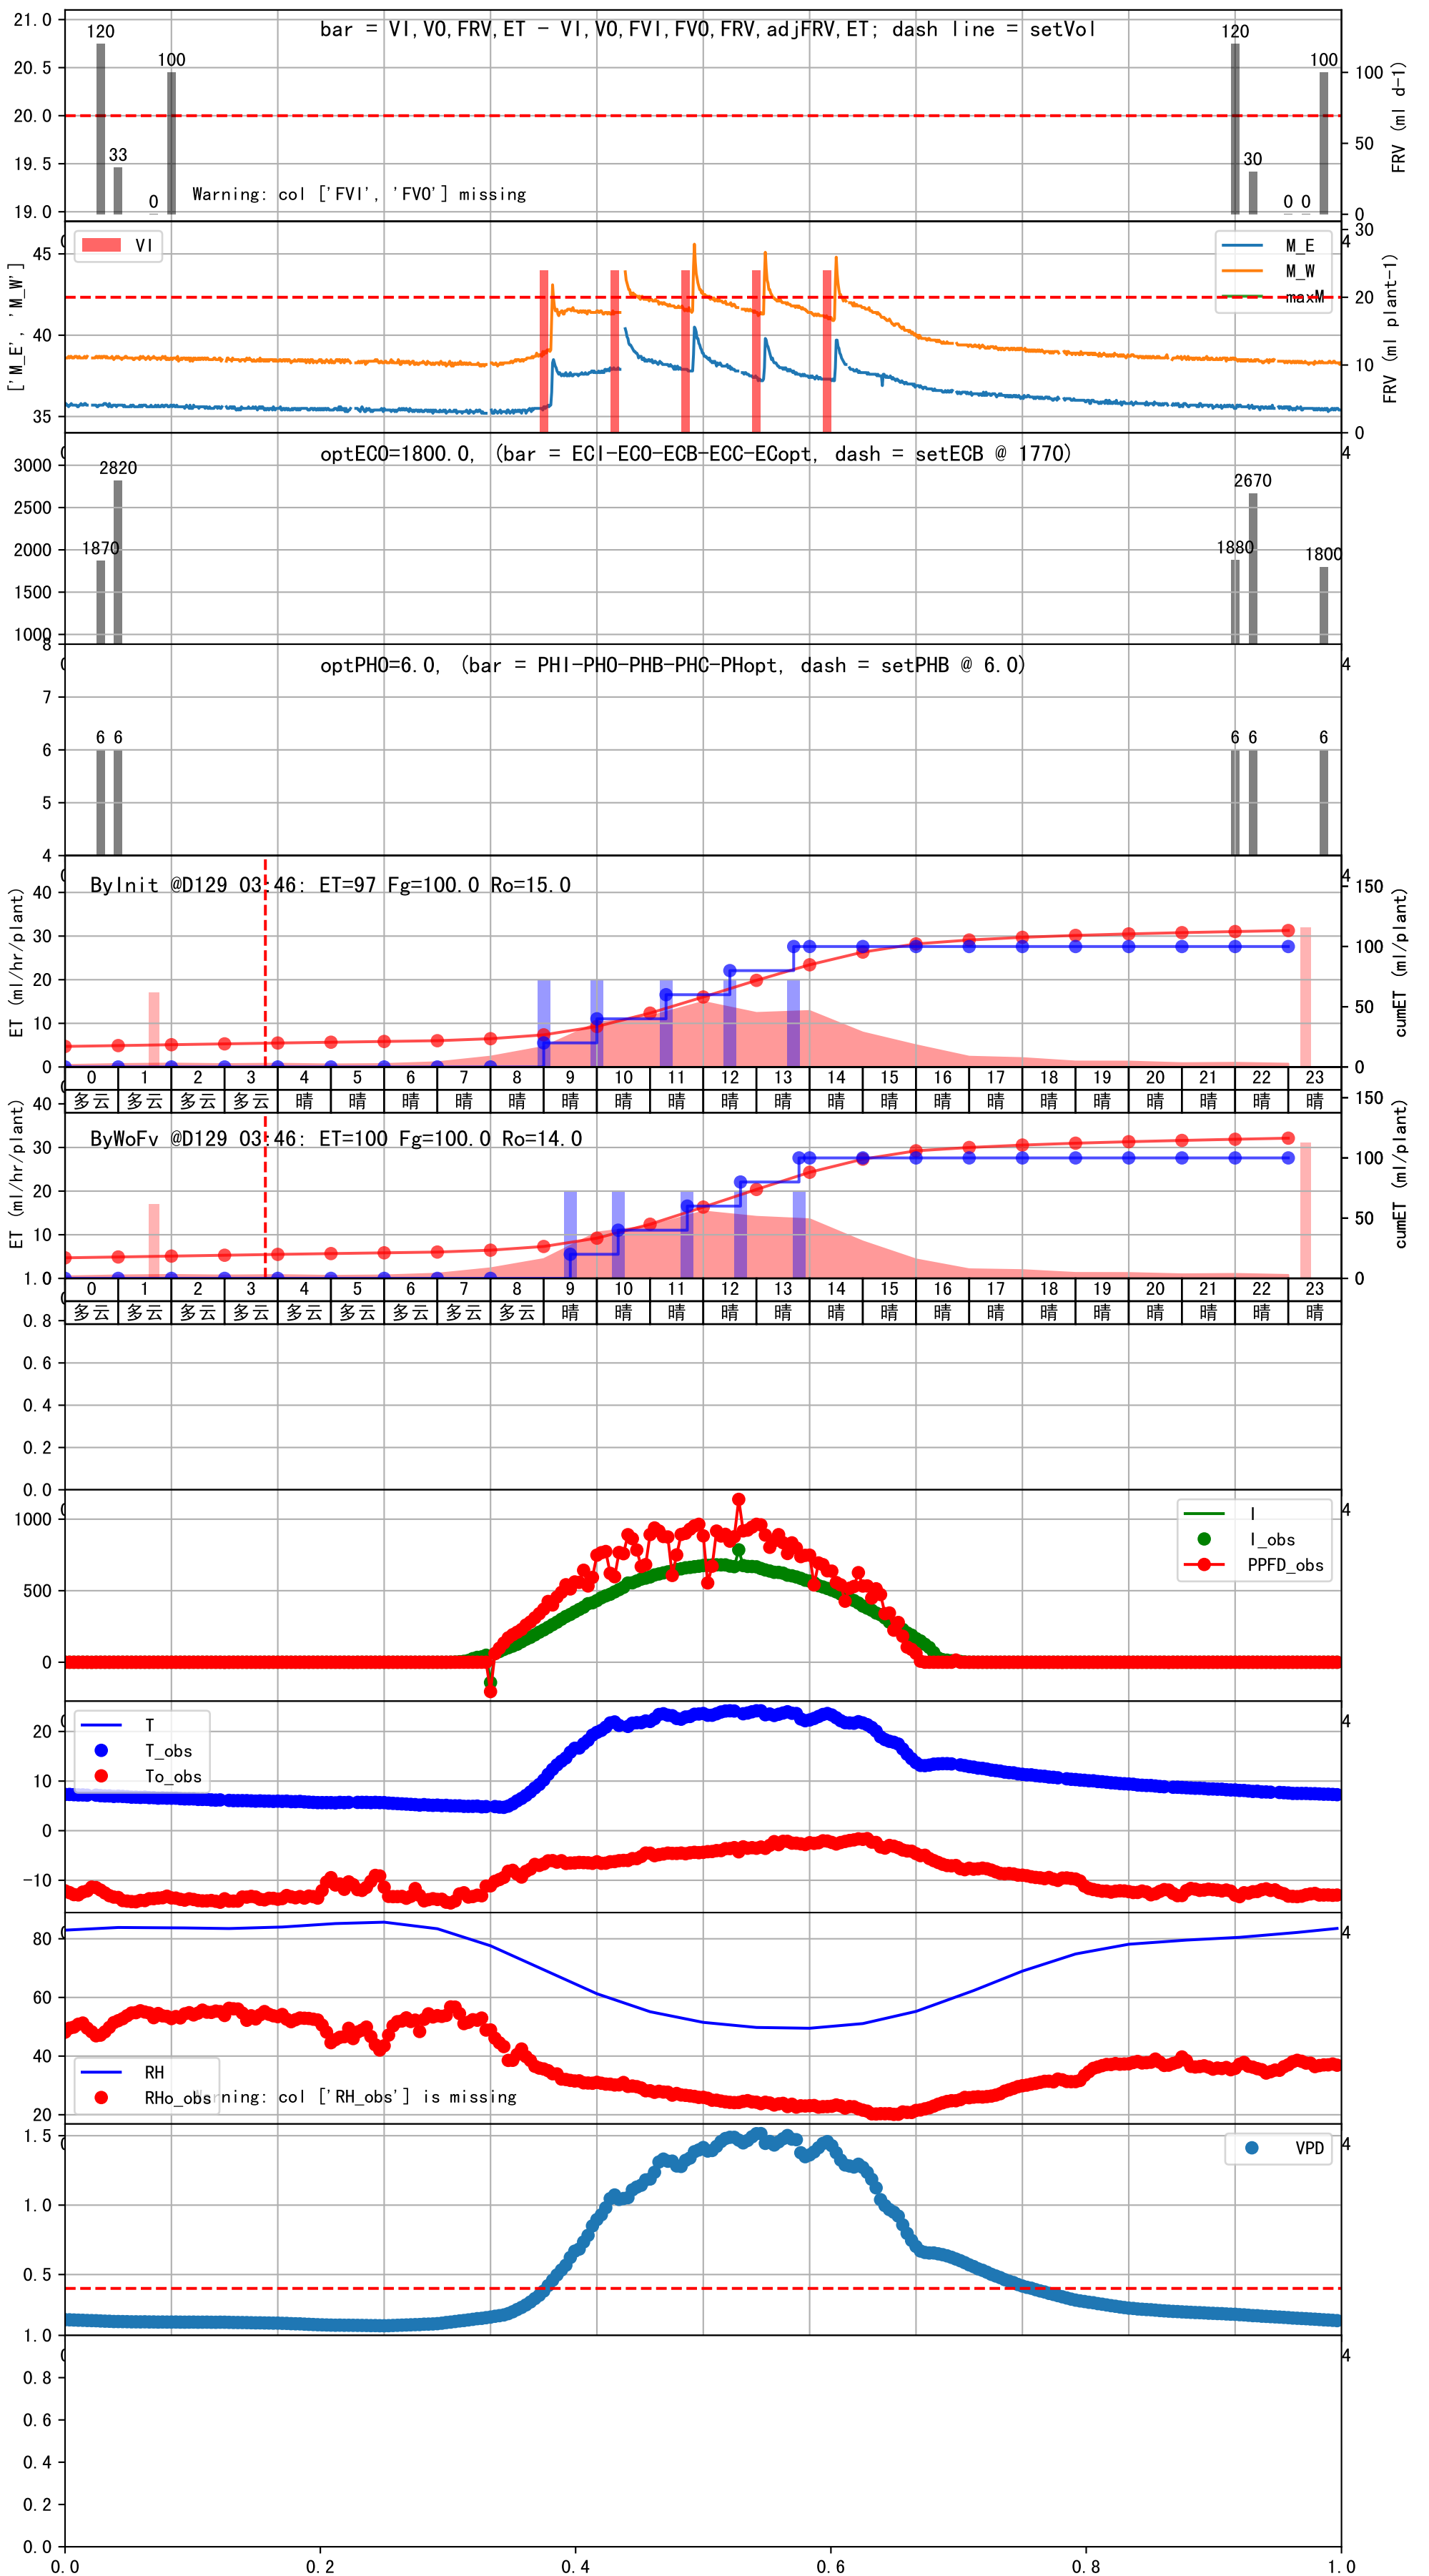 bar = VI,VO,FRV,ET - VI,VO,FVI,FVO,FRV,adjFRV,ET; dash line = setVol
21.0
20.5
20.0
19.5
19.0
120
33
0
100
120
30
0
0
100
Warning: col ['FVI', 'FVO'] missing
100
50
0
FRV (ml d-1)
['M_E', 'M_W']
45
40
35
VI
M_E
M_W
maxM
30
20
10
0
FRV (ml plant-1)
4
optECO=1800.0, (bar = ECI-ECO-ECB-ECC-ECopt, dash = setECB @ 1770)
3000
2500
2000
1500
1000
1870
2820
1880
2670
1800
4
optPHO=6.0, (bar = PHI-PHO-PHB-PHC-PHopt, dash = setPHB @ 6.0)
8
7
6
5
4
6 6
6 6
6
4
ByInit @D129 03:46: ET=97 Fg=100.0 Ro=15.0
ET (ml/hr/plant)
40
30
20
10
0
4
150
100
50
0
cumET (ml/plant)
0 1 2 3 4 5 6 7 8 9 10 11 12 13 14 15 16 17 18 19 20 21 22 23
多云 多云 多云 多云 晴 晴 晴 晴 晴 晴 晴 晴 晴 晴 晴 晴 晴 晴 晴 晴 晴 晴 晴 晴
ByWoFv @D129 03:46: ET=100 Fg=100.0 Ro=14.0
ET (ml/hr/plant)
40
30
20
10
150
100
50
0
cumET (ml/plant)
0 1 2 3 4 5 6 7 8 9 10 11 12 13 14 15 16 17 18 19 20 21 22 23
多云 多云 多云 多云 多云 多云 多云 多云 多云 晴 晴 晴 晴 晴 晴 晴 晴 晴 晴 晴 晴 晴 晴 晴
1.0
0.8
0.6
0.4
0.2
0.0
1000
500
0
I
I_obs
PPFD_obs
4
20
10
0
-10
T
T_obs
To_obs
4
80
60
40
20
RH
RHo_obs
ning: col ['RH_obs'] is missing
4
1.5
1.0
0.5
VPD
4
1.0
0.8
0.6
0.4
0.2
0.0
4
0.0 0.2 0.4 0.6 0.8 1.0